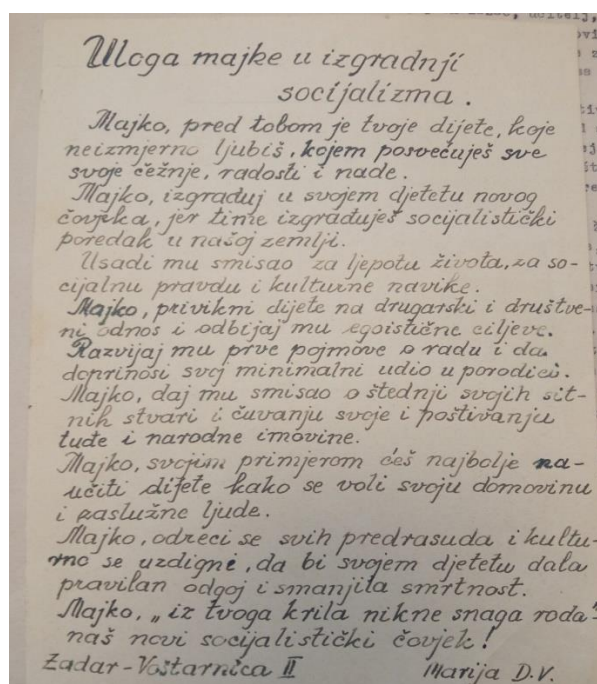 Uloga majke u izgradnji
socijalizma.
Majko, pred tobom je tvoje dijete, koje
neizmjerno ljubiš, kojem posvećuješ sve
svoje čežnje, radosti i nade.
Majko, izgrađuj u svojem djetetu novog
čovjeka, jer time izgrađuješ socijalistički
poredak u našoj zemlji.
Usadi mu smisao za ljepotu života, za so-
cijalnu pravdu i kulturne navike.
Majko, privikni dijete na drugarski i društve-
ni odnos i odbijaj mu egoistične ciljeve.
Razvijaj mu prve pojmove o radu i da
doprinosi svoj minimalni udio u porodici.
Majko, daj mu smisao o štednji svojih sit-
nih stvari i čuvanju svoje i poštivanju
tuđe i narodne imovine.
Majko, svojim primjerom ćeš najbolje na-
učiti dijete kako se voli svoju domovinu
i zaslužne ljude.
Majko, odreci se svih predrasuda i kultu-
rno se uzdigni, da bi svojem djetetu dala
pravilan odgoj i smanjila smrtnost.
Majko, „iz tvoga krila nikne snaga roda"
naš novi socijalistički čovjek!
Zadar-Voštarnica II Marija D.V.